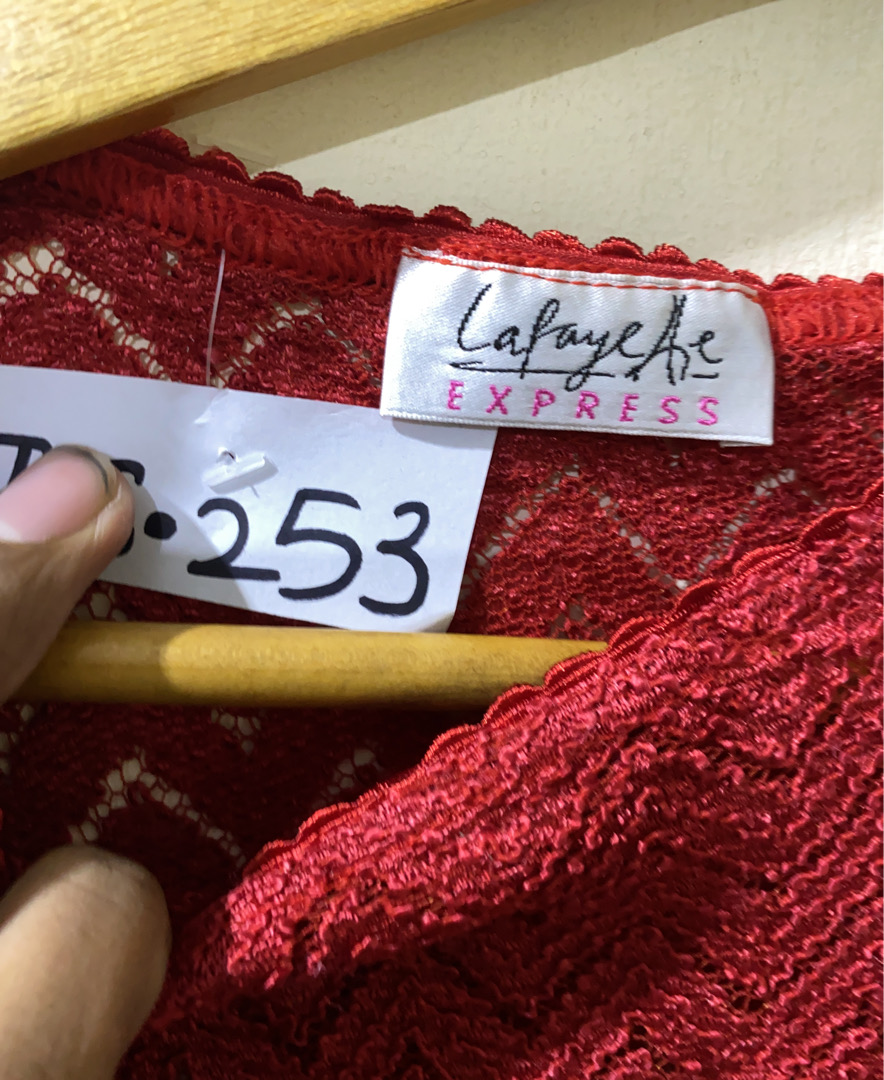 Lafayette
EXPRESS
.253